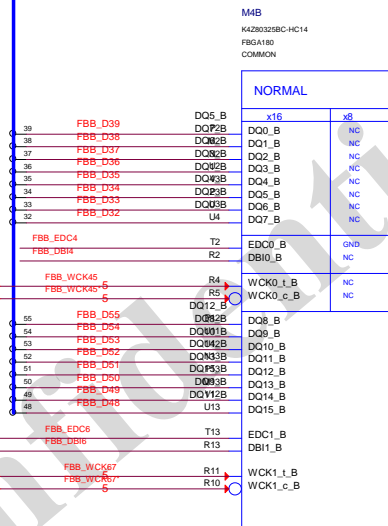 M4B
K4Z80325BC-HC14
FBGA180
COMMON
NORMAL
x16 x8
DQ5_B
39 FBB_D39 DQ0_B NC
38 FBB_D38 DQ1_B NC
37 FBB_D37 DQ2_B NC
36 FBB_D36 DQ3_B NC
35 FBB_D35 DQ4_B NC
34 FBB_D34 DQ5_B NC
33 FBB_D33 DQ6_B NC
32 FBB_D32 U4 DQ7_B NC
FBB_EDC4 T2 EDC0_B GND
FBB_DBI4 R2 DBI0_B NC
FBB_WCK45 R4 WCK0_t_B NC
FBB_WCK45* 5 R5 WCK0_c_B NC
DQ12_B
55 FBB_D55 DQ8_B
54 FBB_D54 DQ9_B
53 FBB_D53 DQ10_B
52 FBB_D52 DQ11_B
51 FBB_D51 DQ12_B
50 FBB_D50 DQ13_B
49 FBB_D49 DQ14_B
48 FBB_D48 U13 DQ15_B
FBB_EDC6 T13 EDC1_B
FBB_DBI6 R13 DBI1_B
FBB_WCK67 R11 WCK1_t_B
FBB_WCK67* 5 R10 WCK1_c_B